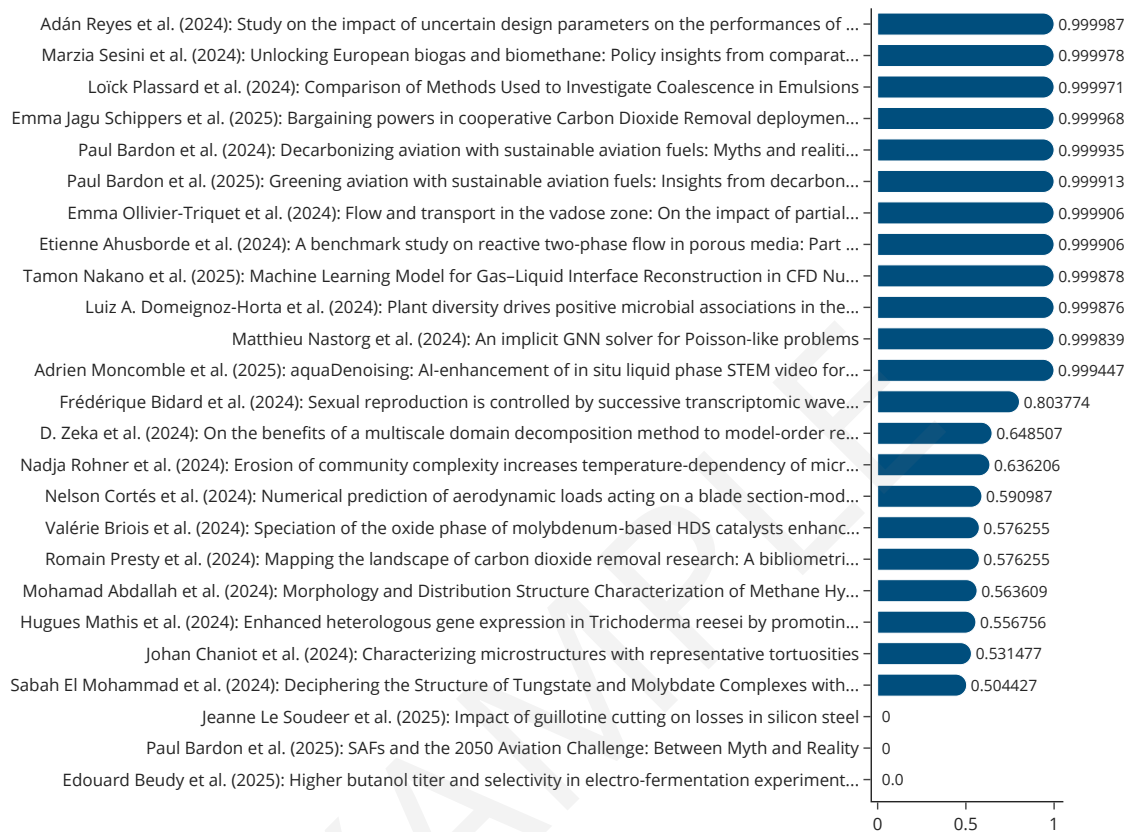 Adán Reyes et al. (2024): Study on the impact of uncertain design parameters on the performances of ... 0.999987
Marzia Sesini et al. (2024): Unlocking European biogas and biomethane: Policy insights from comparat... 0.999978
Loïck Plassard et al. (2024): Comparison of Methods Used to Investigate Coalescence in Emulsions 0.999971
Emma Jagu Schippers et al. (2025): Bargaining powers in cooperative Carbon Dioxide Removal deploymen... 0.999968
Paul Bardon et al. (2024): Decarbonizing aviation with sustainable aviation fuels: Myths and realiti... 0.999935
Paul Bardon et al. (2025): Greening aviation with sustainable aviation fuels: Insights from decarbon... 0.999913
Emma Ollivier-Triquet et al. (2024): Flow and transport in the vadose zone: On the impact of partial... 0.999906
Etienne Ahusborde et al. (2024): A benchmark study on reactive two-phase flow in porous media: Part ... 0.999906
Tamon Nakano et al. (2025): Machine Learning Model for Gas–Liquid Interface Reconstruction in CFD Nu... 0.999878
Luiz A. Domeignoz-Horta et al. (2024): Plant diversity drives positive microbial associations in the... 0.999876
Matthieu Nastorg et al. (2024): An implicit GNN solver for Poisson-like problems 0.999839
Adrien Moncomble et al. (2025): aquaDenoising: AI-enhancement of in situ liquid phase STEM video for... 0.999447
Frédérique Bidard et al. (2024): Sexual reproduction is controlled by successive transcriptomic wave... 0.803774
D. Zeka et al. (2024): On the benefits of a multiscale domain decomposition method to model-order re... 0.648507
Nadja Rohner et al. (2024): Erosion of community complexity increases temperature-dependency of micr... 0.636206
Nelson Cortés et al. (2024): Numerical prediction of aerodynamic loads acting on a blade section-mod... 0.590987
Valérie Briois et al. (2024): Speciation of the oxide phase of molybdenum-based HDS catalysts enhanc... 0.576255
Romain Presty et al. (2024): Mapping the landscape of carbon dioxide removal research: A bibliometri... 0.576255
Mohamad Abdallah et al. (2024): Morphology and Distribution Structure Characterization of Methane Hy... 0.563609
Hugues Mathis et al. (2024): Enhanced heterologous gene expression in Trichoderma reesei by promotin... 0.556756
Johan Chaniot et al. (2024): Characterizing microstructures with representative tortuosities 0.531477
Sabah El Mohammad et al. (2024): Deciphering the Structure of Tungstate and Molybdate Complexes with... 0.504427
Jeanne Le Soudeer et al. (2025): Impact of guillotine cutting on losses in silicon steel 0
Paul Bardon et al. (2025): SAFs and the 2050 Aviation Challenge: Between Myth and Reality 0
Edouard Beudy et al. (2025): Higher butanol titer and selectivity in electro-fermentation experiment... 0.0
0 0.5 1